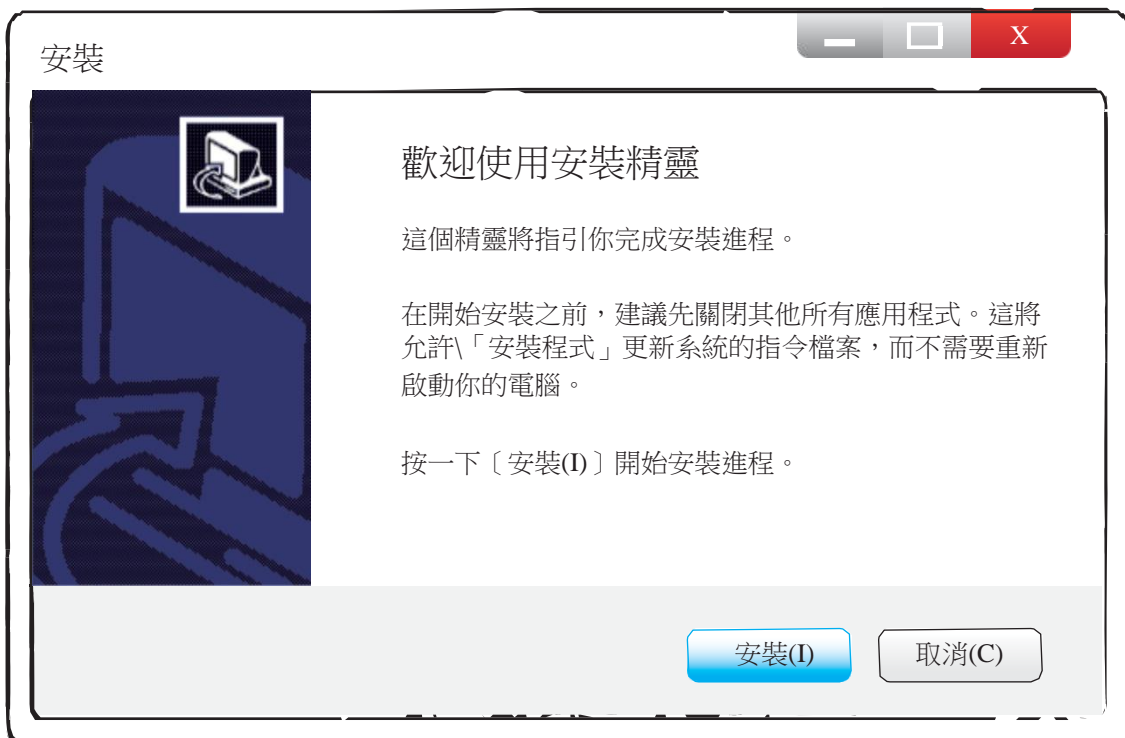 安裝
X
歡迎使用安裝精靈
這個精靈將指引你完成安裝進程。
在開始安裝之前，建議先關閉其他所有應用程式。這將
允許\「安裝程式」更新系統的指令檔案，而不需要重新
啟動你的電腦。
按一下〔安裝(I)〕開始安裝進程。
安裝(I)
取消(C)